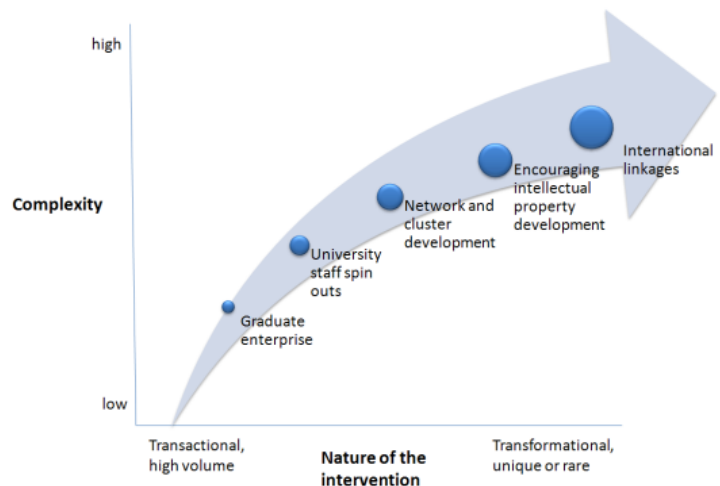 high
International
linkages
Encouraging
intellectual
property
development
Complexity
Network and
cluster
development
University
staff spin
outs
Graduate
enterprise
low
Transactional,
high volume
Nature of the
intervention
Transformational,
unique or rare